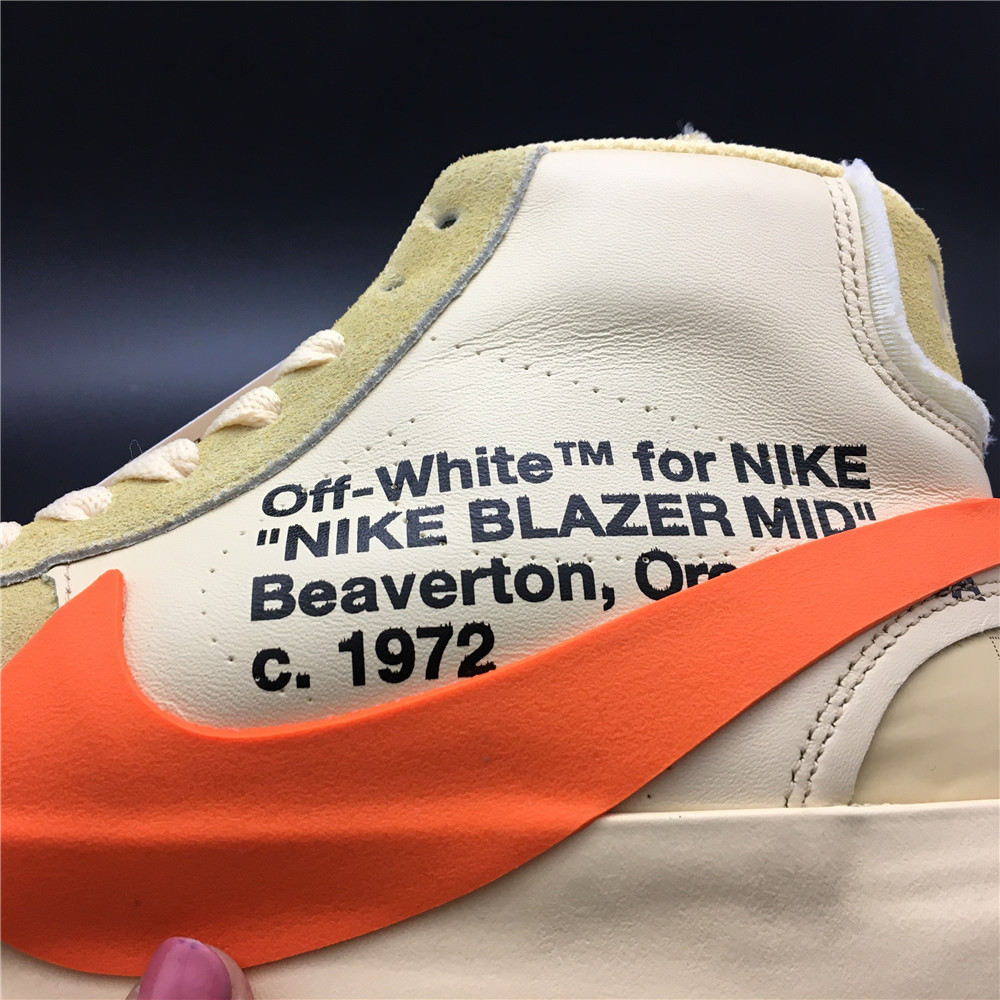 Off-White™ for NIKE
"NIKE BLAZER MID"
Beaverton,
c. 1972